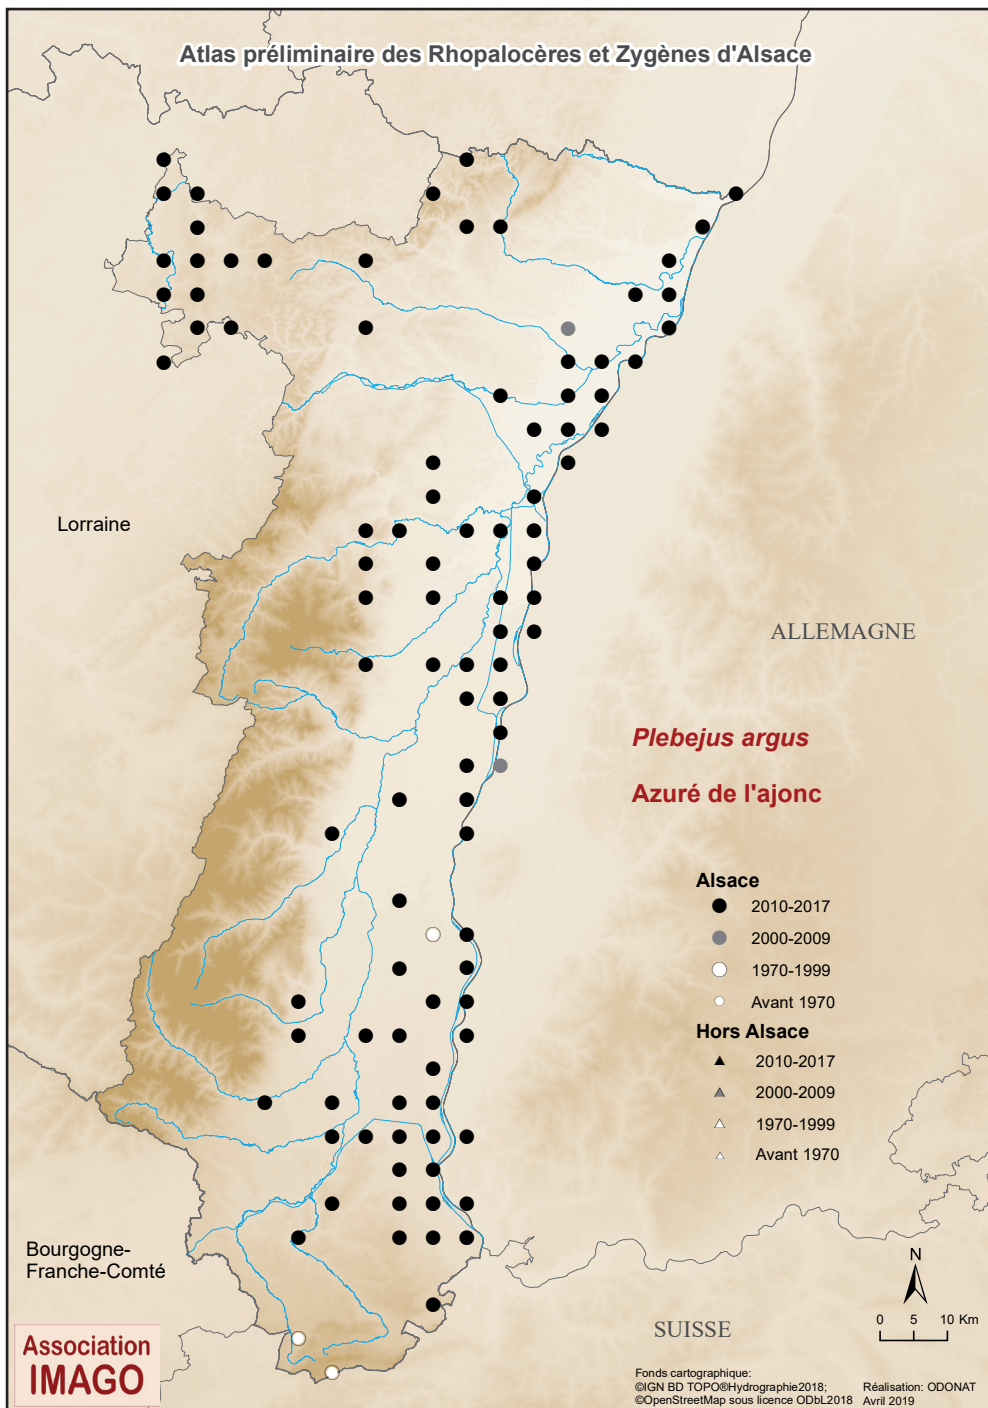 Atlas préliminaire des Rhopalocères et Zygènes d'Alsace
Lorraine
ALLEMAGNE
Plebejus argus
Azuré de l'ajonc
Alsace
2010-2017
2000-2009
1970-1999
Avant 1970
Hors Alsace
2010-2017
2000-2009
1970-1999
Avant 1970
Bourgogne-
Franche-Comté
N
0 5 10 Km
SUISSE
Association
IMAGO
Fonds cartographique:
©IGN BD TOPO®Hydrographie2018;
©OpenStreetMap sous licence ODbL2018
Réalisation: ODONAT
Avril 2019